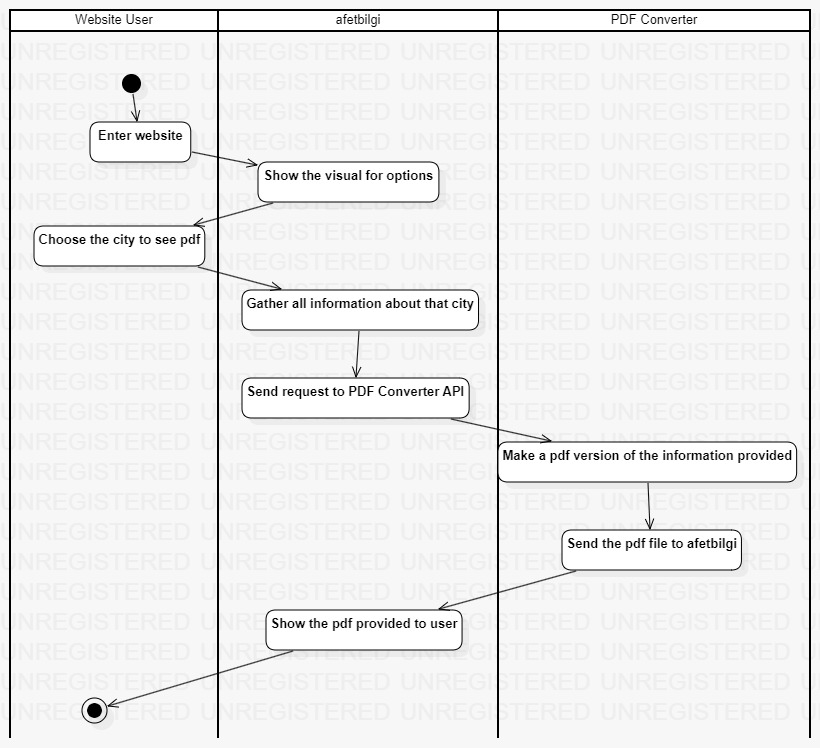 Website User
afetbilgi
PDF Converter
Enter website
Show the visual for options
Choose the city to see pdf
Gather all information about that city
Send request to PDF Converter API
Make a pdf version of the information provided
Send the pdf file to afetbilgi
Show the pdf provided to user
UNREGISTERED UNREGISTERED UNREGISTERED UNREGISTERED